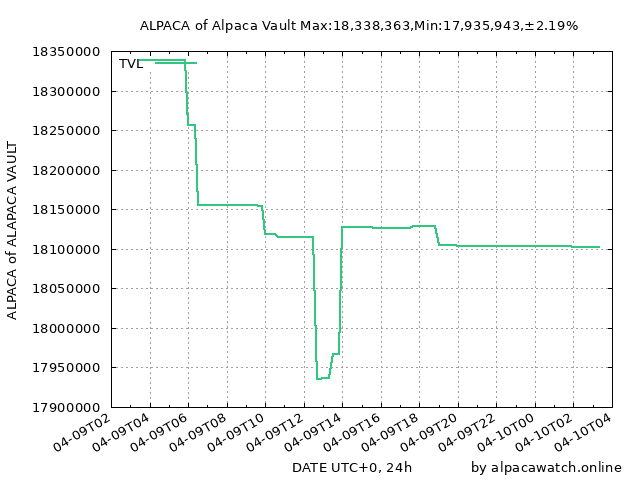 ALPACA of Alpaca Vault Max:18,338,363,Min:17,935,943,±2.19%
ALPACA of ALAPACA VAULT
18350000
18300000
18250000
18200000
18150000
18100000
18050000
18000000
17950000
17900000
TVL
04-09T02
04-09T04
04-09T06
04-09T08
04-09T10
04-09T12
04-09T14
04-09T16
04-09T18
04-09T20
04-09T22
04-10T00
04-10T02
04-10T04
DATE UTC+0, 24h
by alpacawatch.online